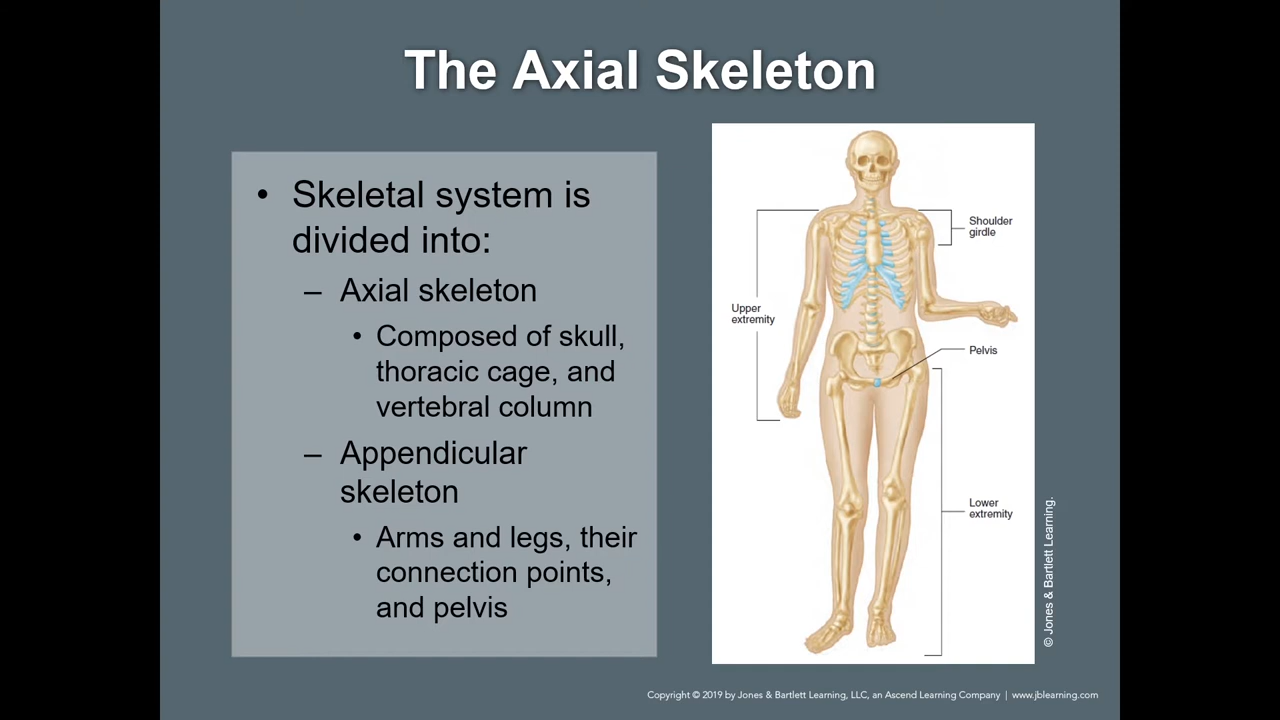 The Axial Skeleton
• Skeletal system is
divided into:
– Axial skeleton
• Composed of skull,
thoracic cage, and
vertebral column
– Appendicular
skeleton
• Arms and legs, their
connection points,
and pelvis
Shoulder
girdle
Upper
extremity
Pelvis
Lower
extremity
© Jones & Bartlett Learning.
Copyright © 2019 by Jones & Bartlett Learning, LLC, an Ascend Learning Company | www.jblearning.com